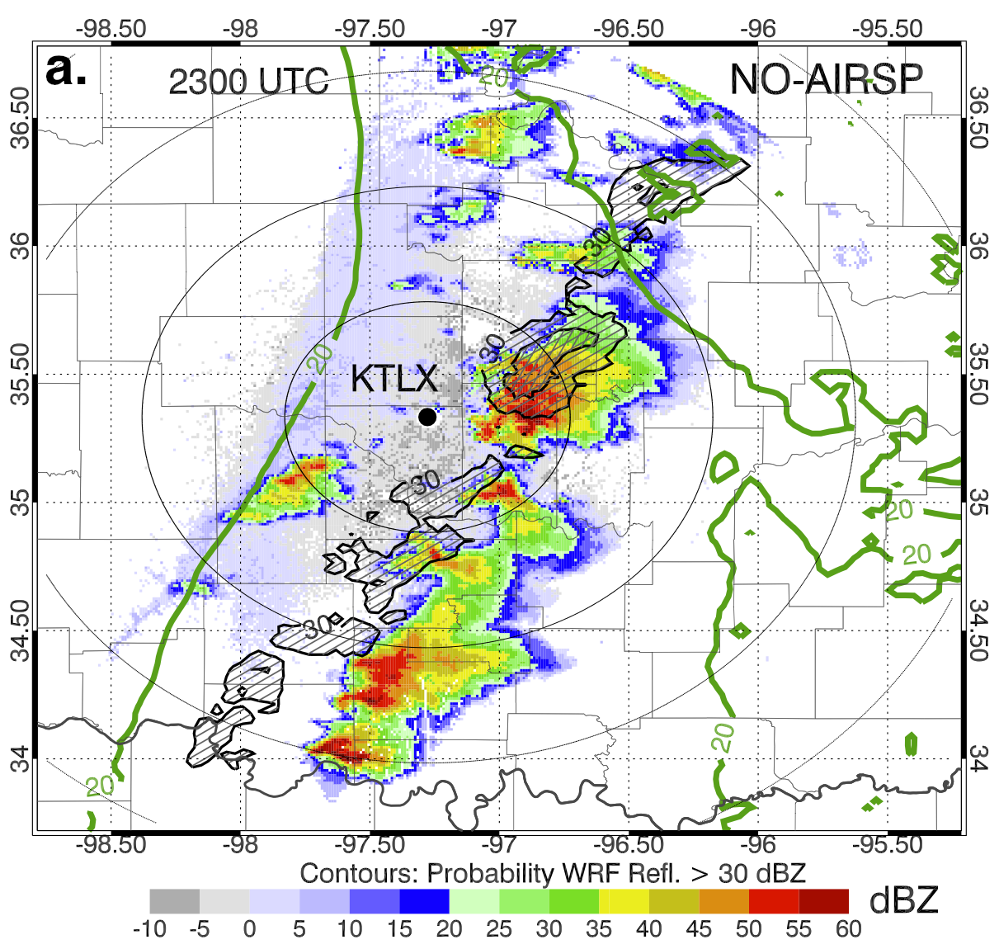 -98.50 -98 -97.50 -97 -96.50 -96 -95.50
a. 2300 UTC NO-AIRSP
20
36.50 36.50
36 36
30
30
20
KTLX
35.50 35.50
30
35 35
20
20
30
34.50 34.50
20
34 34
20
-98.50 -98 -97.50 -97 -96.50 -96 -95.50
Contours: Probability WRF Refl. > 30 dBZ
dBZ
-10 -5 0 5 10 15 20 25 30 35 40 45 50 55 60